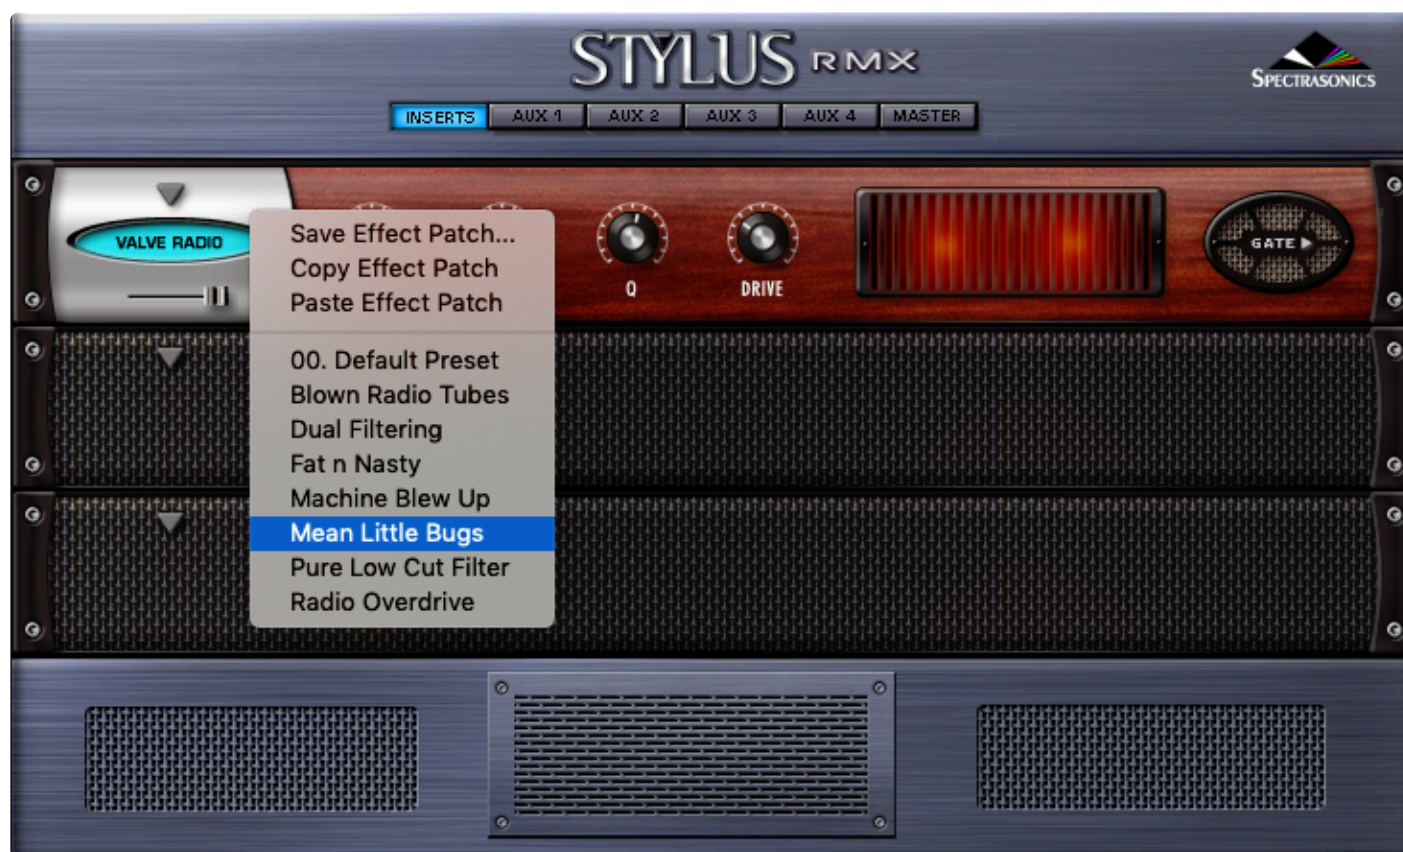 STYLUS RMX
SPECTRASONICS
INSERTS AUX 1 AUX 2 AUX 3 AUX 4 MASTER
VALVE RADIO
Q
DRIVE
GATE
Save Effect Patch...
Copy Effect Patch
Paste Effect Patch
00. Default Preset
Blown Radio Tubes
Dual Filtering
Fat n Nasty
Machine Blew Up
Mean Little Bugs
Pure Low Cut Filter
Radio Overdrive